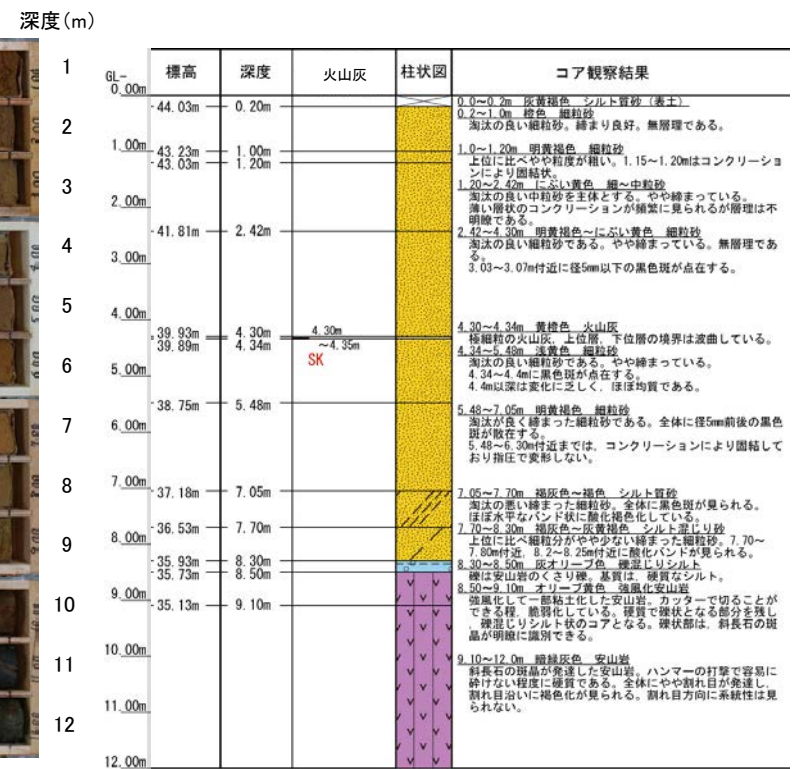 深度(m)
1
2
3
4
5
6
7
8
9
10
11
12
GL-
0.00m
1.00m
2.00m
3.00m
4.00m
5.00m
6.00m
7.00m
8.00m
9.00m
10.00m
11.00m
12.00m
標高 深度 火山灰 柱状図 コア観察結果
44.03m 0.20m
43.23m 1.00m
43.03m 1.20m
41.81m 2.42m
39.93m 4.30m
39.89m 4.34m
38.75m 5.48m
37.18m 7.05m
36.53m 7.70m
35.93m 8.30m
35.73m 8.50m
35.13m 9.10m
4.30m
~4.35m
SK
0.0~0.2m 灰黄褐色 シルト質砂(表土)
0.2~1.0m 橙色 細粒砂
淘汰の良い細粒砂。締まり良好。無層理である。
1.0~1.20m 明黄褐色 細粒砂
上位に比べやや粒度が粗い。1.15~1.20mはコンクリーショ
ンにより固結状。
1.20~2.42m にぶい黄色 細~中粒砂
淘汰の良い中粒砂を主体とする。やや締まっている。
薄い層状のコンクリーションが頻繁に見られるが層理は不
明瞭である。
2.42~4.30m 明黄褐色~にぶい黄色 細粒砂
淘汰の良い細粒砂である。やや締まっている。無層理であ
る。
3.03~3.07m付近に径5mm以下の黒色斑が点在する。
4.30~4.34m 黄橙色 火山灰
極細粒の火山灰、上位層、下位層の境界は波曲している。
4.34~5.48m 浅黄色 細粒砂
淘汰の良い細粒砂である。やや締まっている。
4.34~4.4mに黒色斑が点在する。
4.4m以深は変化に乏しく、ほぼ均質である。
5.48~7.05m 明黄褐色 細粒砂
淘汰が良く締まった細粒砂である。全体に径5mm前後の黒色
斑が散在する。
5.48~6.30m付近までは、コンクリーションにより固結して
おり指圧で変形しない。
7.05~7.70m 褐灰色~褐色 シルト質砂
淘汰の悪い締まった細粒砂。全体に黒色斑が見られる。
ほぼ水平なバンド状に酸化褐色化している。
7.70~8.30m 褐灰色~灰黄褐色 シルト混じり砂
上位に比べ細粒分がやや少ない締まった細粒砂。7.70~
7.80m付近、8.2~8.25m付近に酸化バンドが見られる。
8.30~8.50m 灰オリーブ色 礫混じりシルト
礫は安山岩のくさり礫。基質は、硬質なシルト。
8.50~9.10m オリーブ黄色 強風化安山岩
強風化して一部粘土化した安山岩。カッターで切ることが
できる程、脆弱化している。硬質で礫状となる部分を残し
、礫混じりシルト状のコアとなる。礫状部は、斜長石の斑
晶が明瞭に識別できる。
9.10~12.0m 暗緑灰色 安山岩
斜長石の斑晶が発達した安山岩。ハンマーの打撃で容易に
砕けない程度に硬質である。全体にやや割れ目が発達し、
割れ目沿いに褐色化が見られる。割れ目方向に系統性は見
られない。